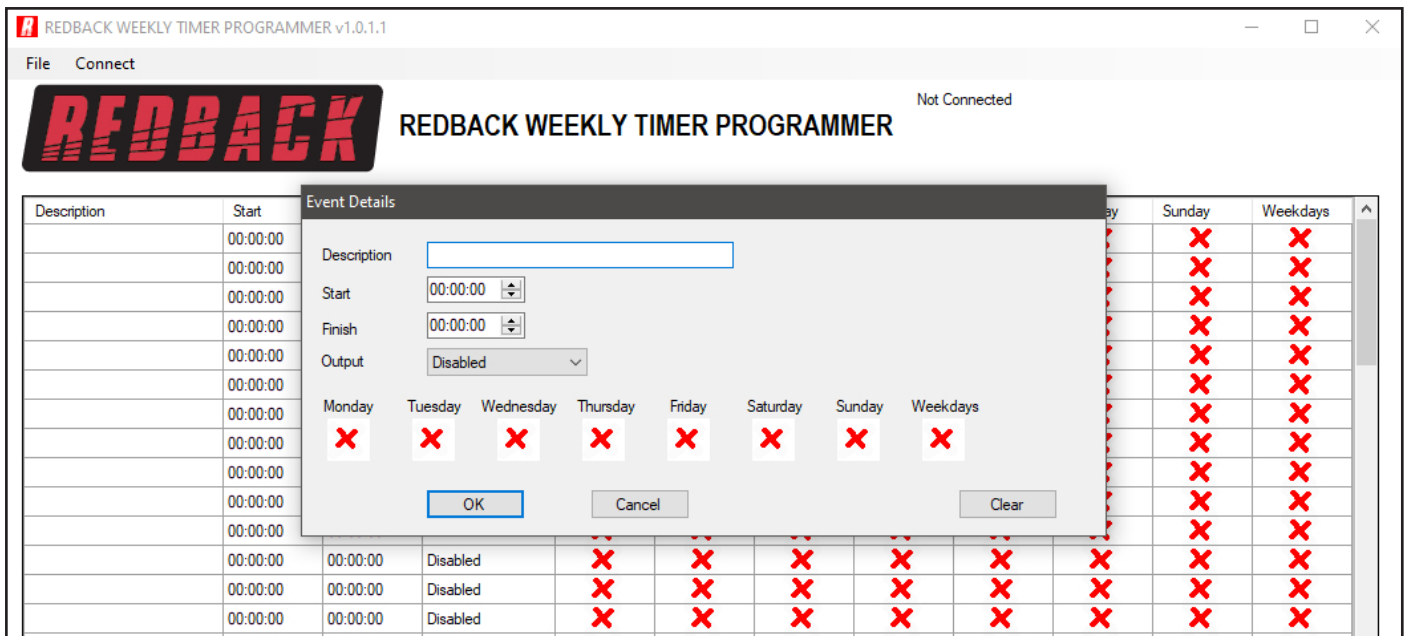 REDBACK WEEKLY TIMER PROGRAMMER v1.0.1.1
File Connect
REDBACK
REDBACK WEEKLY TIMER PROGRAMMER
Not Connected
Description Start ay Sunday Weekdays
00:00:00
00:00:00
00:00:00
00:00:00
00:00:00
00:00:00
00:00:00
00:00:00
00:00:00
00:00:00
00:00:00
Event Details
Description
Start 00:00:00
Finish 00:00:00
Output Disabled
Monday Tuesday Wednesday Thursday Friday Saturday Sunday Weekdays
OK Cancel Clear
00:00:00 00:00:00 Disabled
00:00:00 00:00:00 Disabled
00:00:00 00:00:00 Disabled